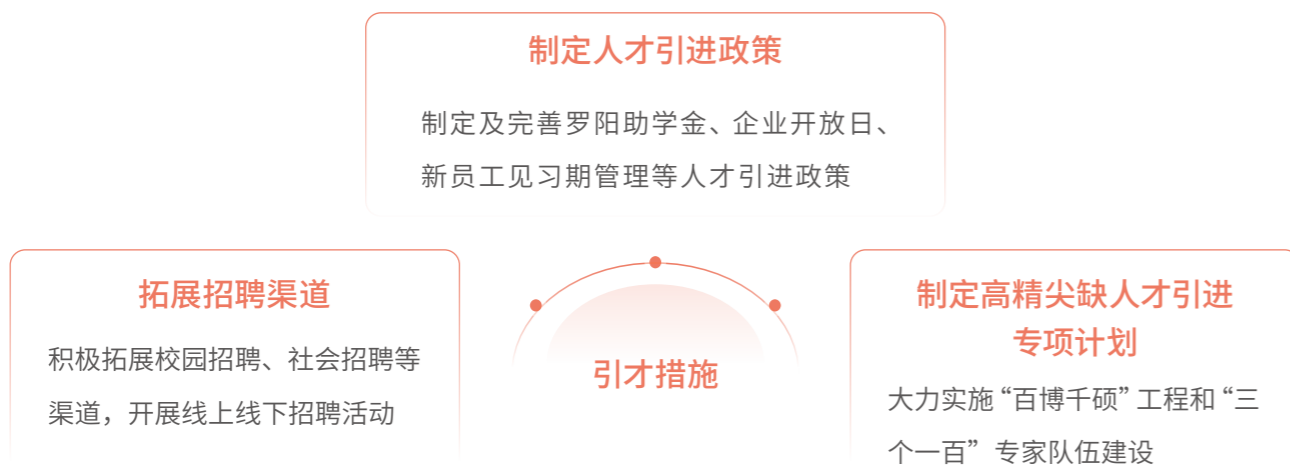 制定人才引进政策
制定及完善罗阳助学金、企业开放日、
新员工见习期管理等人才引进政策
拓展招聘渠道
积极拓展校园招聘、社会招聘等
渠道，开展线上线下招聘活动
引才措施
制定高精尖缺人才引进
专项计划
大力实施“百博千硕”工程和“三
个一百”专家队伍建设